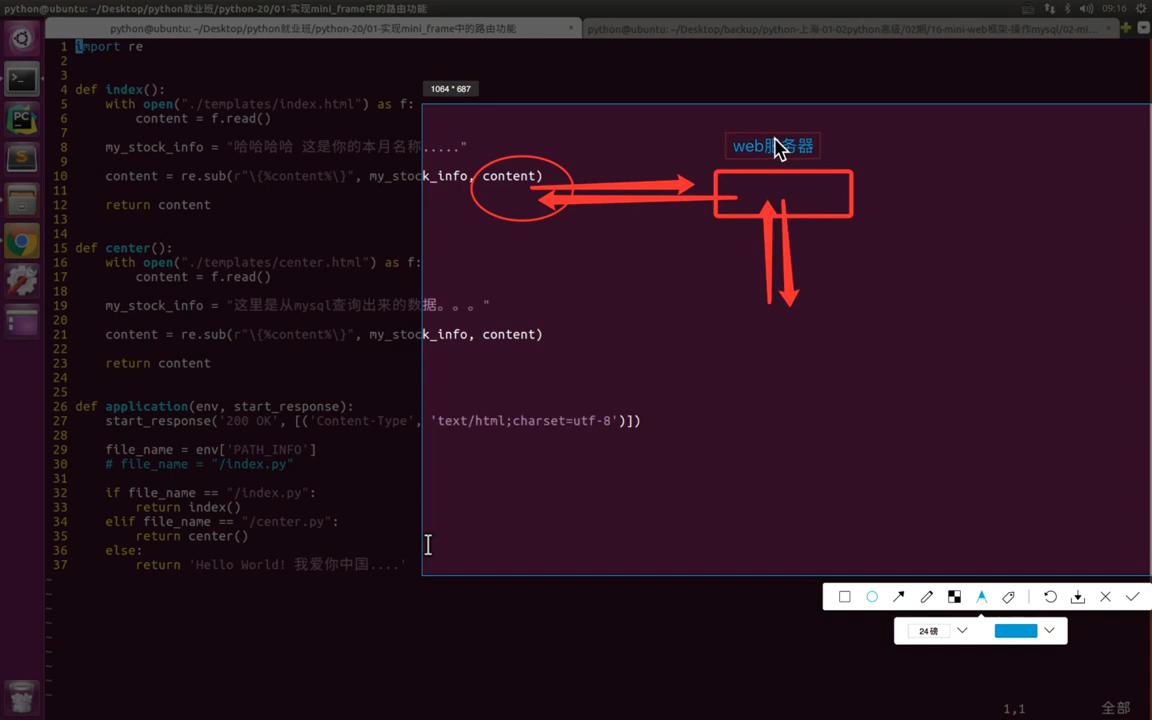 python@ubuntu: ~/Desktop/python就业班/python-20/01-实现mini_frame中的路由功能
09:16
python@ubuntu: ~/Desktop/python就业班/python-20/01-实现mini_frame中的路由功能 ×
python@ubuntu: ~/Desktop/backup/python-上海-01-02python高级/02期/16-mini-web框架-操作mysql/02-mi... ×
1 import re
2
3
4 def index():
5 with open("./templates/index.html") as f:
6 content = f.read()
7
8 my_stock_info = "哈哈哈哈 这是你的本月名称....."
9
10 content = re.sub(r"\{%content%\}", my_stock_info, content)
11
12 return content
13
14
15 def center():
16 with open("./templates/center.html") as f:
17 content = f.read()
18
19 my_stock_info = "这里是从mysql查询出来的数据。。。"
20
21 content = re.sub(r"\{%content%\}", my_stock_info, content)
22
23 return content
24
25
26 def application(env, start_response):
27 start_response('200 OK', [('Content-Type', 'text/html;charset=utf-8')])
28
29 file_name = env['PATH_INFO']
30 # file_name = "/index.py"
31
32 if file_name == "/index.py":
33 return index()
34 elif file_name == "/center.py":
35 return center()
36 else:
37 return 'Hello World! 我爱你中国....'
~
~
~
~
~
~
~
~
~
1064 * 687
web服务器
24磅
1,1 全部